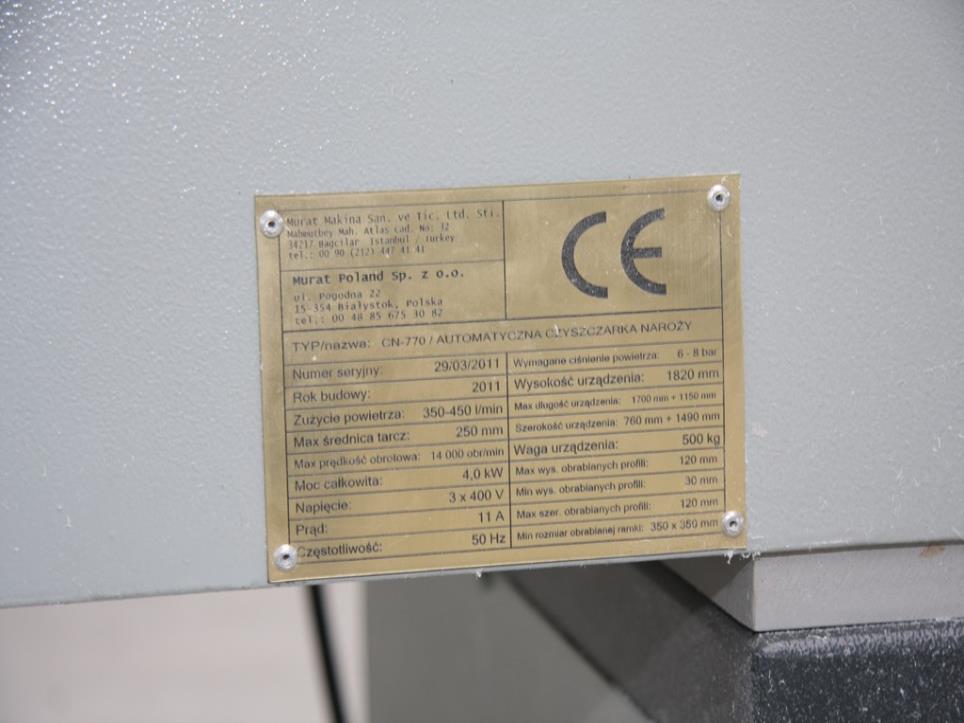 Murat Makina San. ve Tic. Ltd. Sti.
Mahmutbey Mah. Atlas cad. No: 12
34217 Bagcilar Istanbul / Turkey
tel.: 00 90 (212) 447 41 41
Murat Poland Sp. z o.o.
ul. Pogodna 22
15-354 Białystok, Polska
tel.: 00 48 85 675 30 82
CE
TYP/nazwa: CN-770 / AUTOMATYCZNA CZYSZCZARKA NAROŻY
Numer seryjny: 29/03/2011
Rok budowy: 2011
Zużycie powietrza: 350-450 l/min
Max średnica tarcz: 250 mm
Max prędkość obrotowa: 14 000 obr/min
Moc całkowita: 4,0 kW
Napięcie: 3 x 400 V
Prąd: 11 A
Częstotliwość: 50 Hz
Wymagane ciśnienie powietrza: 6 - 8 bar
Wysokość urządzenia: 1820 mm
Max długość urządzenia: 1700 mm + 1150 mm
Szerokość urządzenia: 760 mm + 1490 mm
Waga urządzenia: 500 kg
Max wys. obrabianych profili: 120 mm
Min wys. obrabianych profili: 30 mm
Max szer. obrabianych profili: 120 mm
Min rozmiar obrabianej ramki: 350 x 350 mm